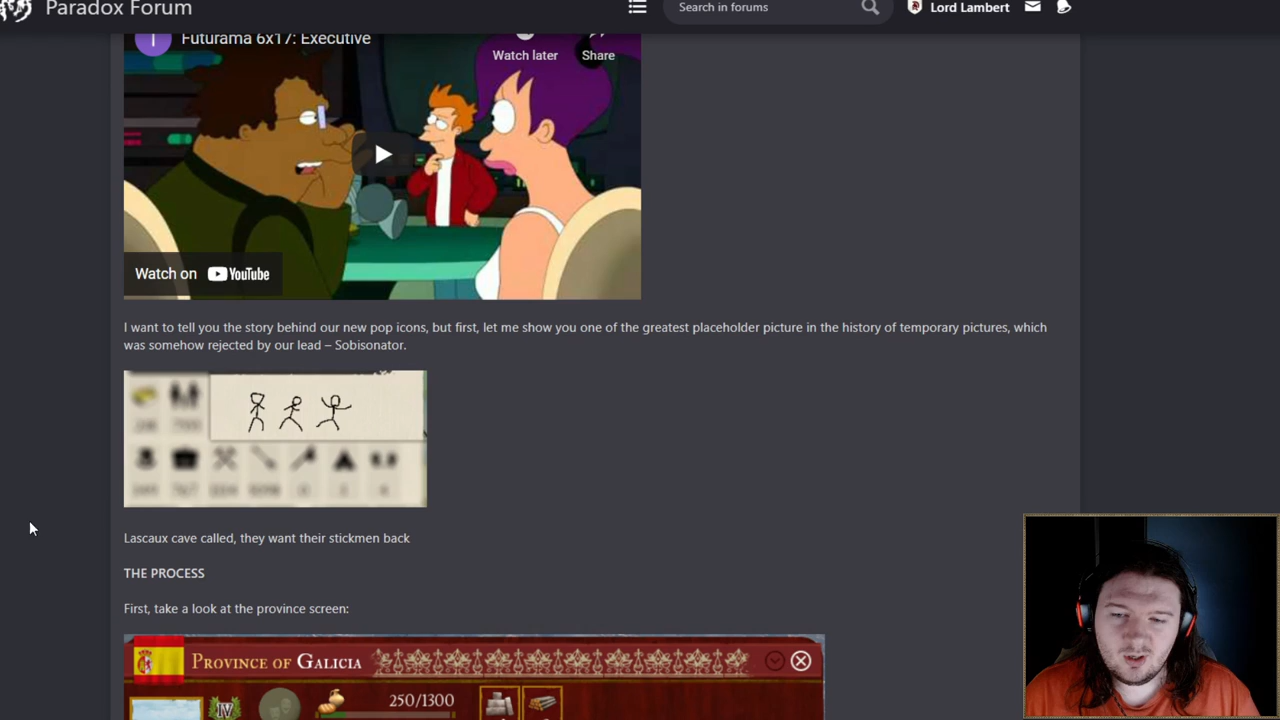 Paradox Forum
Search in forums
Lord Lambert
Futurama 6x17: Executive
Watch later
Share
Watch on YouTube
I want to tell you the story behind our new pop icons, but first, let me show you one of the greatest placeholder picture in the history of temporary pictures, which
was somehow rejected by our lead – Sobisonator.
Lascaux cave called, they want their stickmen back
THE PROCESS
First, take a look at the province screen:
PROVINCE OF GALICIA
IV
250/1300